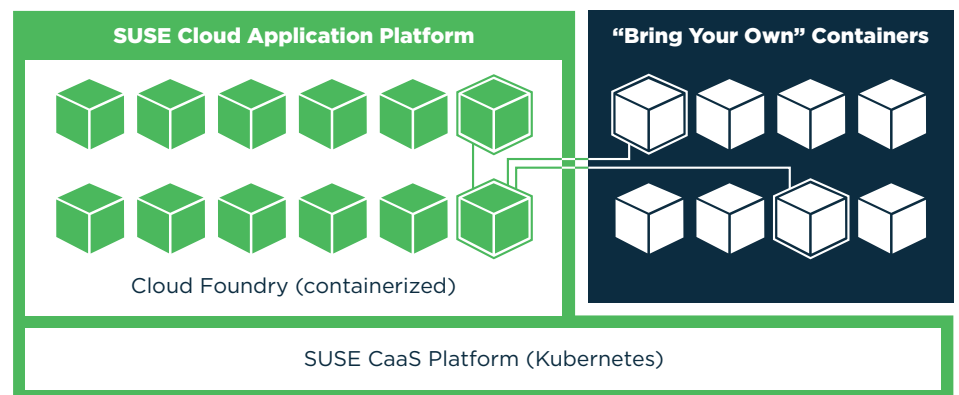 SUSE Cloud Application Platform
“Bring Your Own” Containers
Cloud Foundry (containerized)
SUSE CaaS Platform (Kubernetes)